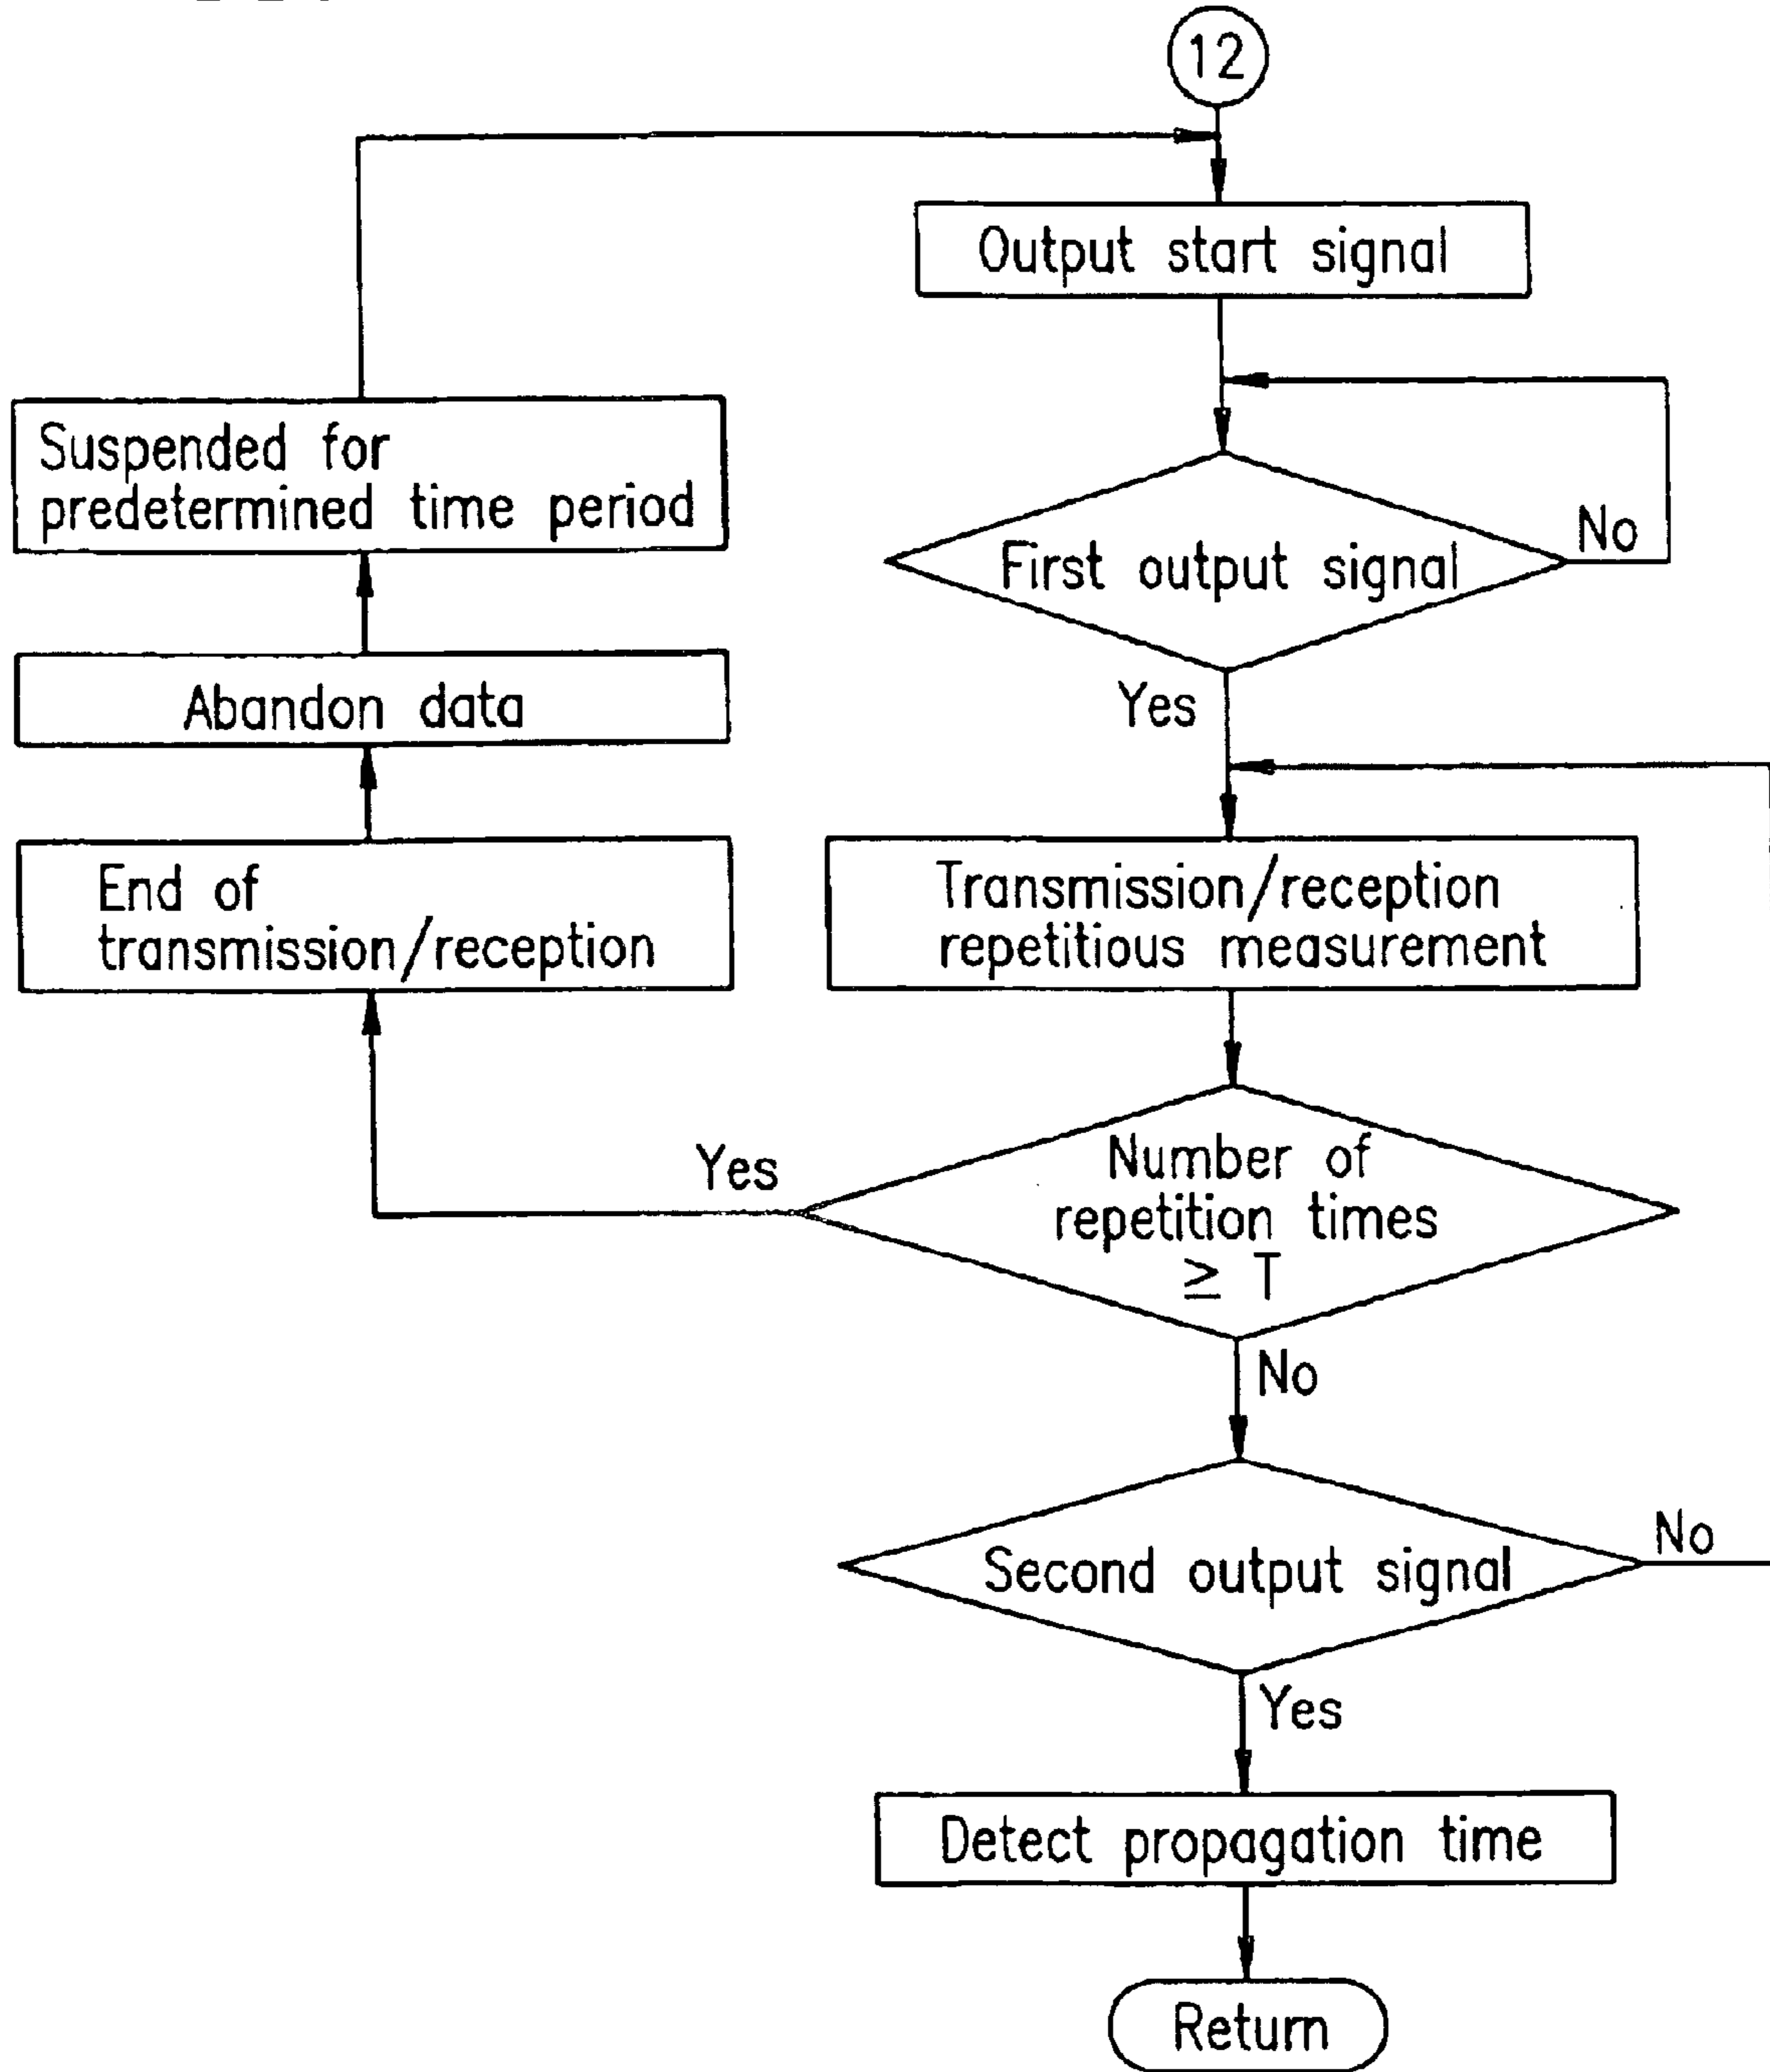 12
Output start signal
First output signal
No
Yes
Transmission/reception
repetitious measurement
Number of
repetition times
≥ T
Yes
No
End of
transmission/reception
Abandon data
Suspended for
predetermined time period
Second output signal
No
Yes
Detect propagation time
Return